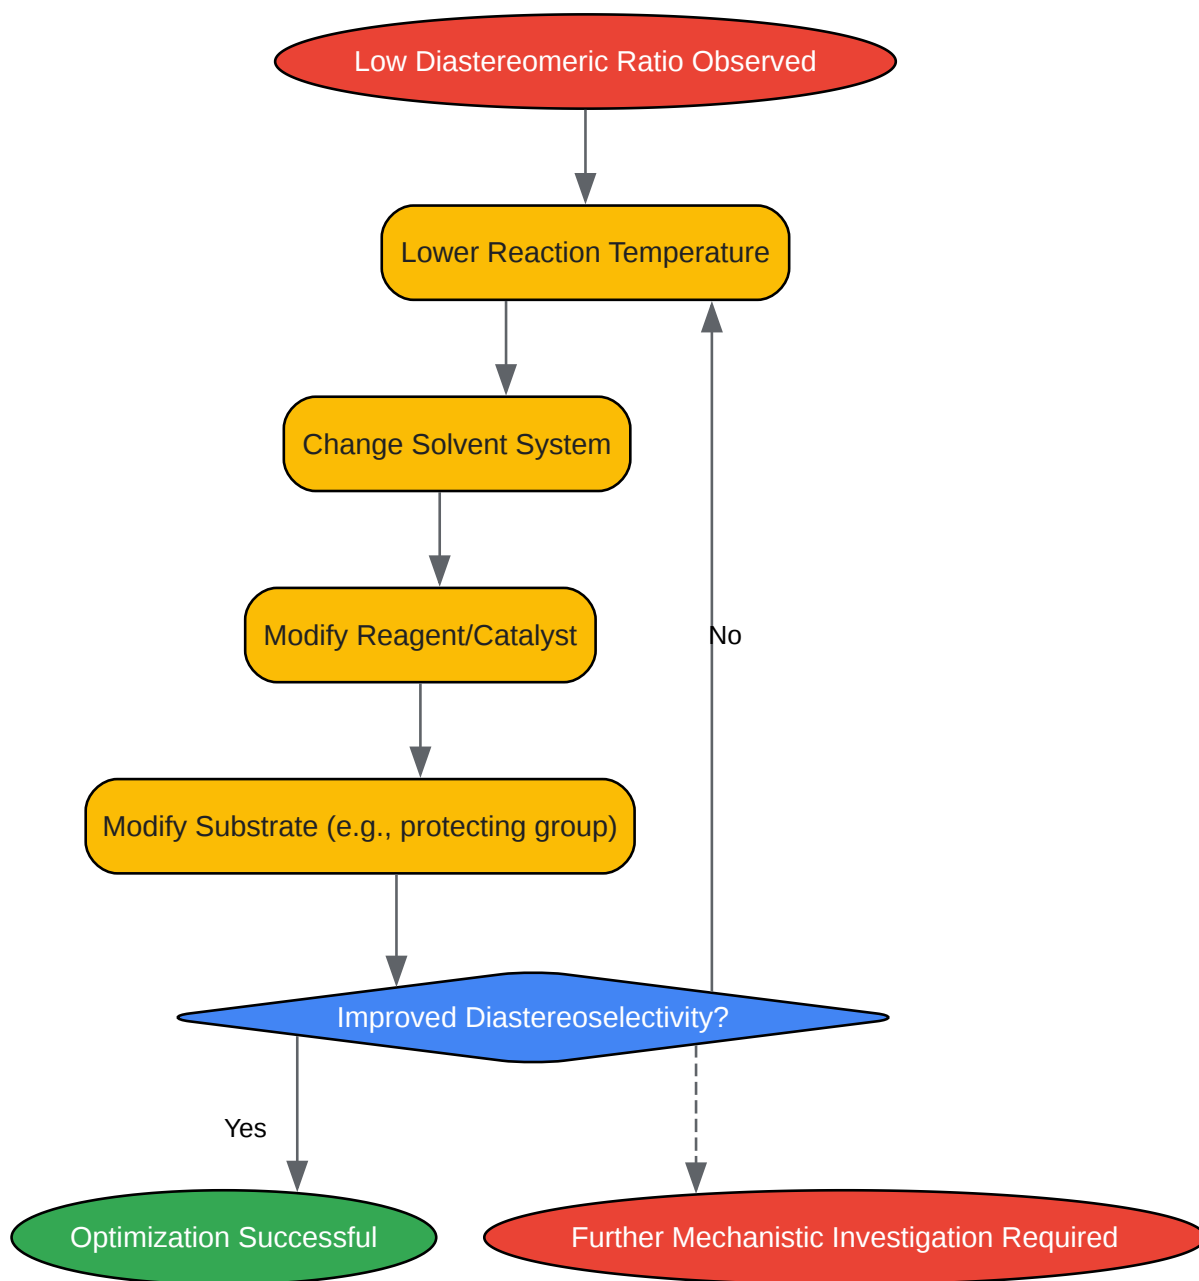 Low Diastereomeric Ratio Observed
Lower Reaction Temperature
Change Solvent System
Modify Reagent/Catalyst
No
Modify Substrate (e.g., protecting group)
Improved Diastereoselectivity?
Yes
Optimization Successful
Further Mechanistic Investigation Required